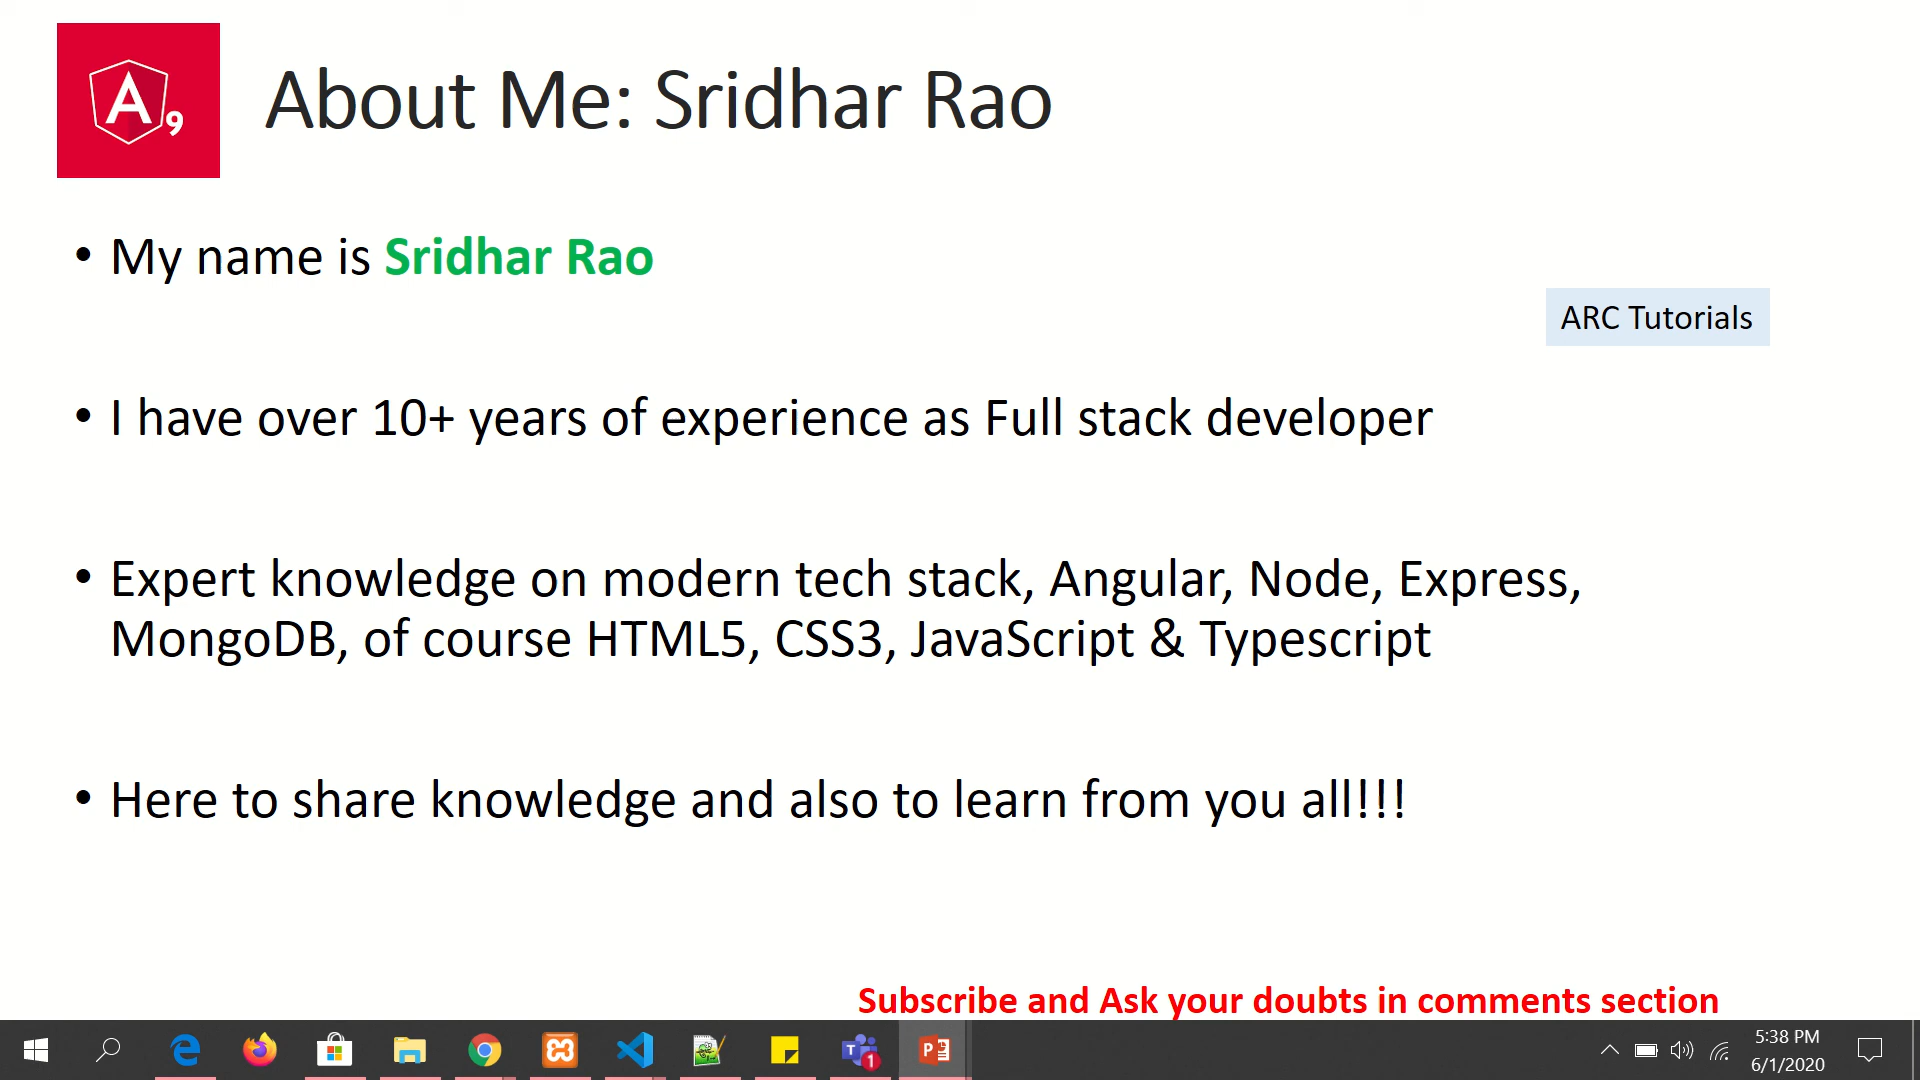 A9
About Me: Sridhar Rao
• My name is Sridhar Rao
ARC Tutorials
• I have over 10+ years of experience as Full stack developer
• Expert knowledge on modern tech stack, Angular, Node, Express,
MongoDB, of course HTML5, CSS3, JavaScript & Typescript
• Here to share knowledge and also to learn from you all!!!
Subscribe and Ask your doubts in comments section
5:38 PM
6/1/2020
T 1
P